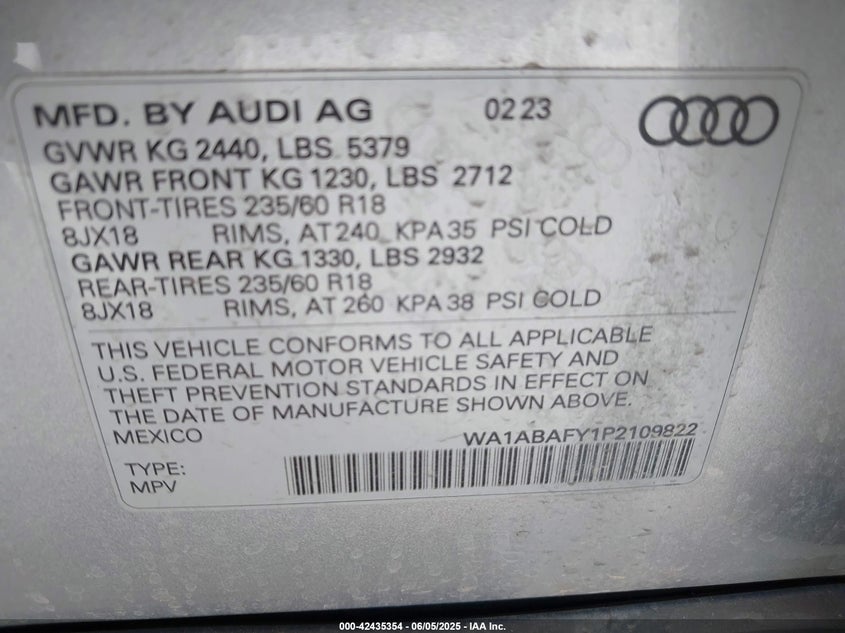 MFD. BY AUDI AG 02 23
GVWR KG 2440, LBS 5379
GAWR FRONT KG 1230, LBS 2712
FRONT-TIRES 235/60 R18
8JX18 RIMS, AT 240 KPA 35 PSI COLD
GAWR REAR KG 1330, LBS 2932
REAR-TIRES 235/60 R18
8JX18 RIMS, AT 260 KPA 38 PSI COLD
THIS VEHICLE CONFORMS TO ALL APPLICABLE
U.S. FEDERAL MOTOR VEHICLE SAFETY AND
THEFT PREVENTION STANDARDS IN EFFECT ON
THE DATE OF MANUFACTURE SHOWN ABOVE.
MEXICO WA1ABAFY1P2109822
TYPE:
MPV
000-42435354 - 06/05/2025 - IAA Inc.